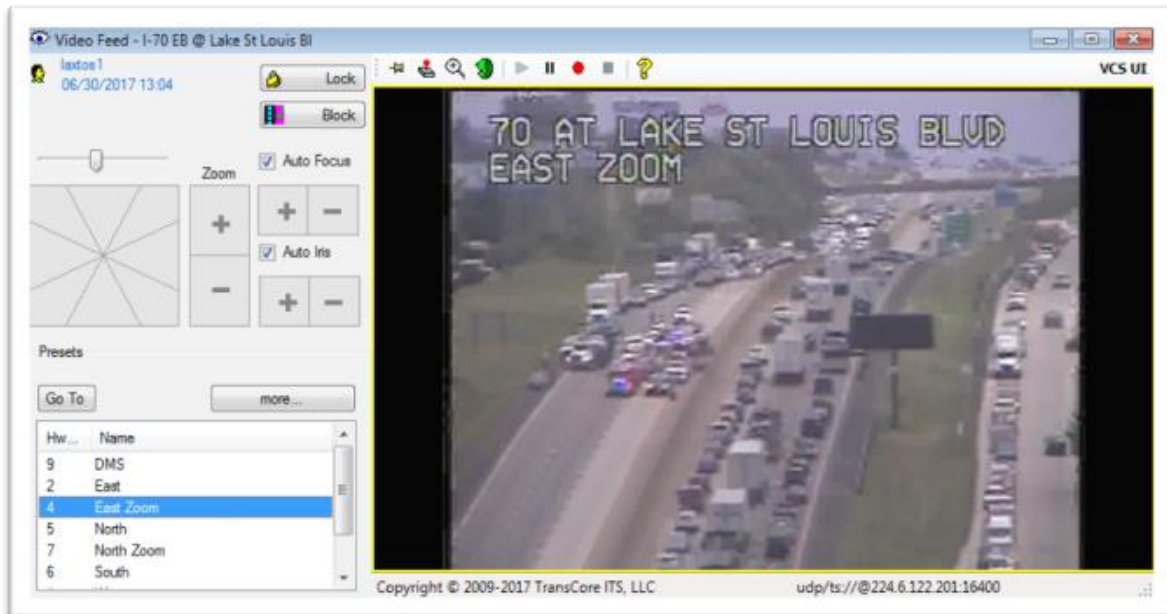 Video Feed - I-70 EB @ Lake St Louis Bl
laxtos1
06/30/2017 13:04
Lock
Block
Zoom
Auto Focus
+
+ -
-
Auto Iris
+ -
Presets
Go To
more...
Hw... Name
9 DMS
2 East
4 East Zoom
5 North
7 North Zoom
6 South
VCS UI
70 AT LAKE ST LOUIS BLVD
EAST ZOOM
Copyright © 2009-2017 TransCore ITS, LLC
udp/ts://@224.6.122.201:16400